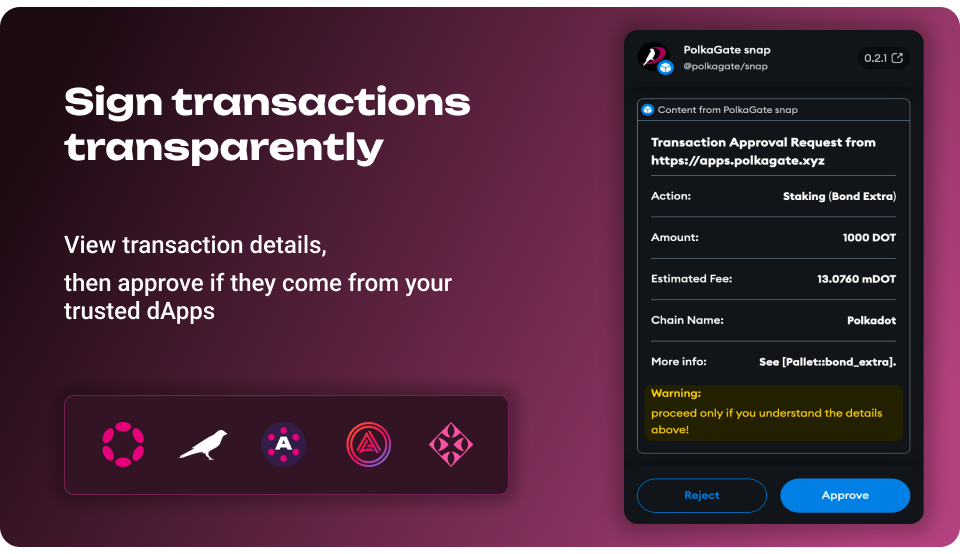 Sign transactions
transparently
View transaction details,
then approve if they come from your
trusted dApps
A
PolkaGate snap
@polkagate/snap
0.2.1
Content from PolkaGate snap
Transaction Approval Request from
https://apps.polkagate.xyz
Action: Staking (Bond Extra)
Amount: 1000 DOT
Estimated Fee: 13.0760 mDOT
Chain Name: Polkadot
More info: See [Pallet::bond_extra].
Warning:
proceed only if you understand the details
above!
Reject Approve